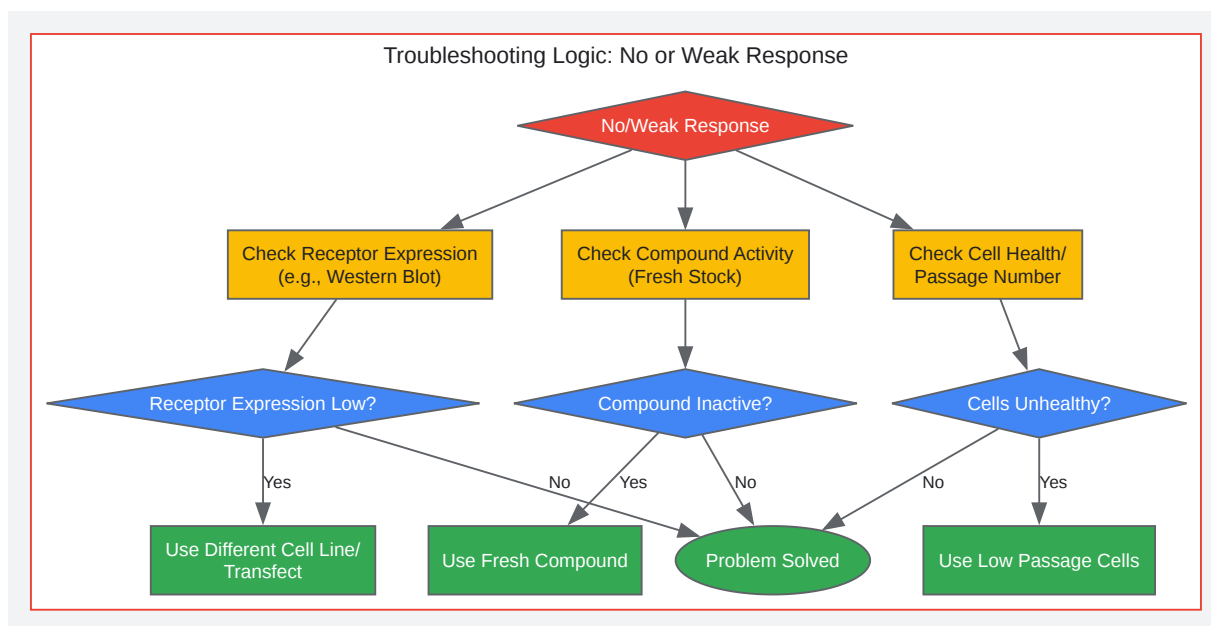 Troubleshooting Logic: No or Weak Response
No/Weak Response
Check Receptor Expression
(e.g., Western Blot)
Check Compound Activity
(Fresh Stock)
Check Cell Health/
Passage Number
Receptor Expression Low?
Compound Inactive?
Cells Unhealthy?
Yes
No
Yes
No
No
Yes
Use Different Cell Line/
Transfect
Use Fresh Compound
Problem Solved
Use Low Passage Cells